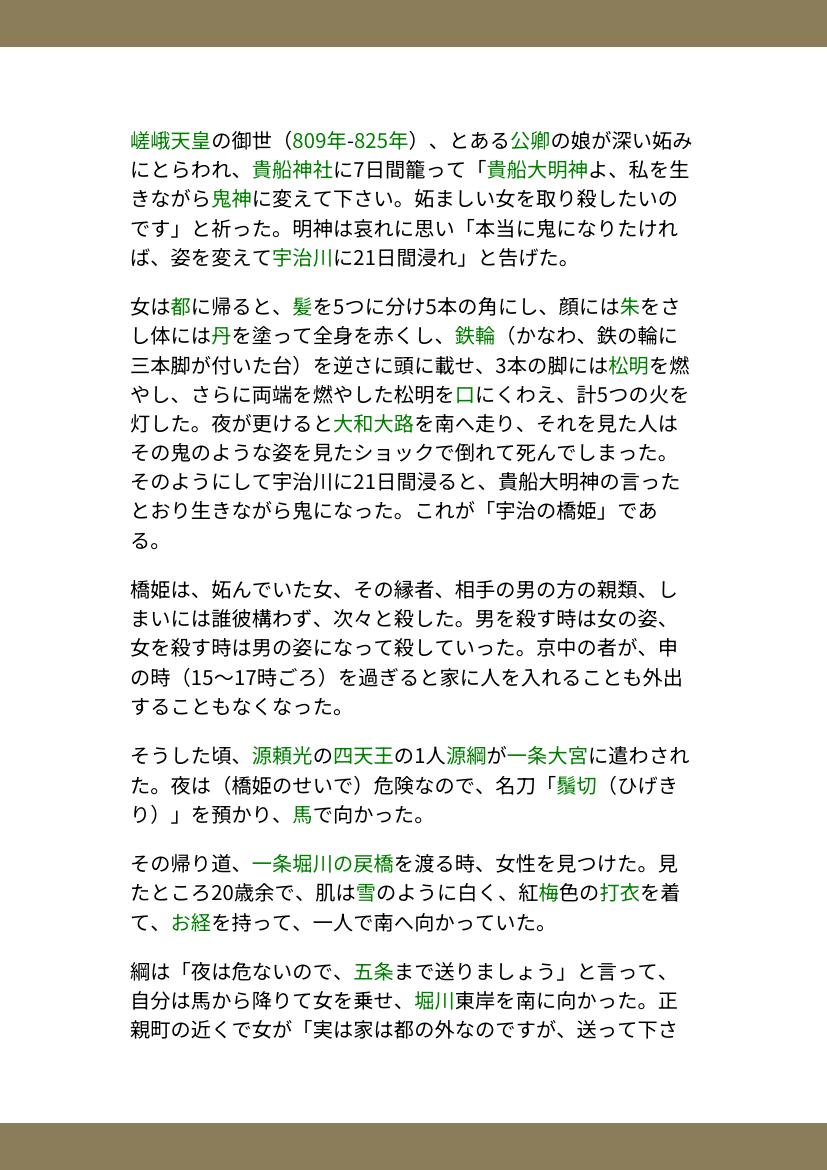 嵯峨天皇の御世（809年-825年）、とある公卿の娘が深い妬み
にとらわれ、貴船神社に7日間籠って「貴船大明神よ、私を生
きながら鬼神に変えて下さい。妬ましい女を取り殺したいの
です」と祈った。明神は哀れに思い「本当に鬼になりたけれ
ば、姿を変えて宇治川に21日間浸れ」と告げた。
女は都に帰ると、髪を5つに分け5本の角にし、顔には朱をさ
し体には丹を塗って全身を赤くし、鉄輪（かなわ、鉄の輪に
三本脚が付いた台）を逆さに頭に載せ、3本の脚には松明を燃
やし、さらに両端を燃やした松明を口にくわえ、計5つの火を
灯した。夜が更けると大和大路を南へ走り、それを見た人は
その鬼のような姿を見たショックで倒れて死んでしまった。
そのようにして宇治川に21日間浸ると、貴船大明神の言った
とおり生きながら鬼になった。これが「宇治の橋姫」であ
る。
橋姫は、妬んでいた女、その縁者、相手の男の方の親類、し
まいには誰彼構わず、次々と殺した。男を殺す時は女の姿、
女を殺す時は男の姿になって殺していった。京中の者が、申
の時（15〜17時ごろ）を過ぎると家に人を入れることも外出
することもなくなった。
そうした頃、源頼光の四天王の1人源綱が一条大宮に遣わされ
た。夜は（橋姫のせいで）危険なので、名刀「鬚切（ひげき
り）」を預かり、馬で向かった。
その帰り道、一条堀川の戻橋を渡る時、女性を見つけた。見
たところ20歳余で、肌は雪のように白く、紅梅色の打衣を着
て、お経を持って、一人で南へ向かっていた。
綱は「夜は危ないので、五条まで送りましょう」と言って、
自分は馬から降りて女を乗せ、堀川東岸を南に向かった。正
親町の近くで女が「実は家は都の外なのですが、送って下さ